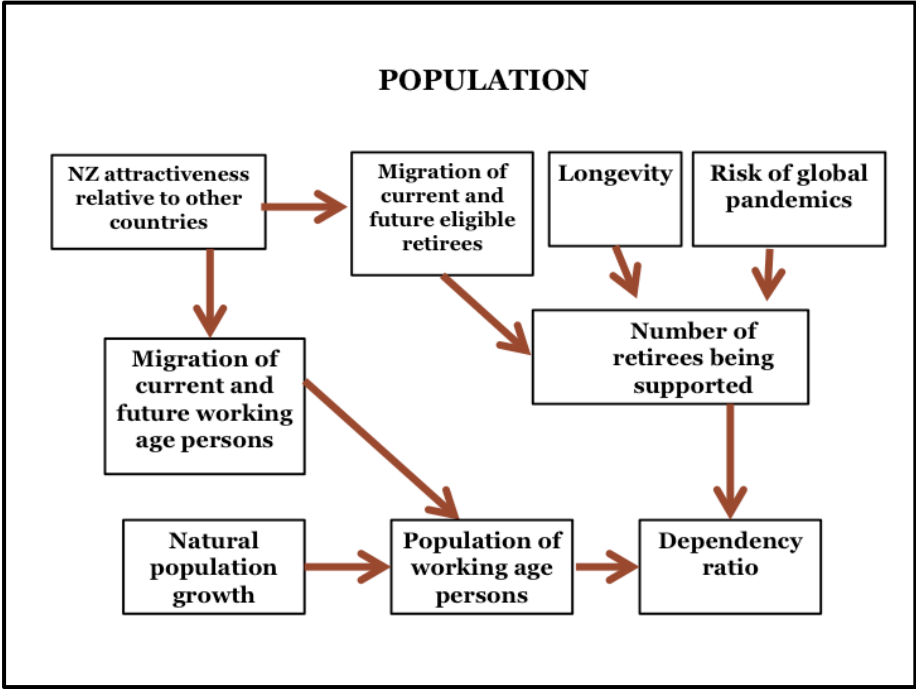 POPULATION
NZ attractiveness
relative to other
countries
Migration of
current and
future eligible
retirees
Longevity
Risk of global
pandemics
Migration of
current and
future working
age persons
Number of
retirees being
supported
Natural
population
growth
Population of
working age
persons
Dependency
ratio